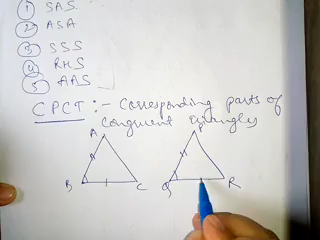 ① SAS
② ASA
③ SSS
④ RHS
⑤ AAS
CPCT :- Corresponding parts of
Congruent triangles
A
P
B
C
Q
R